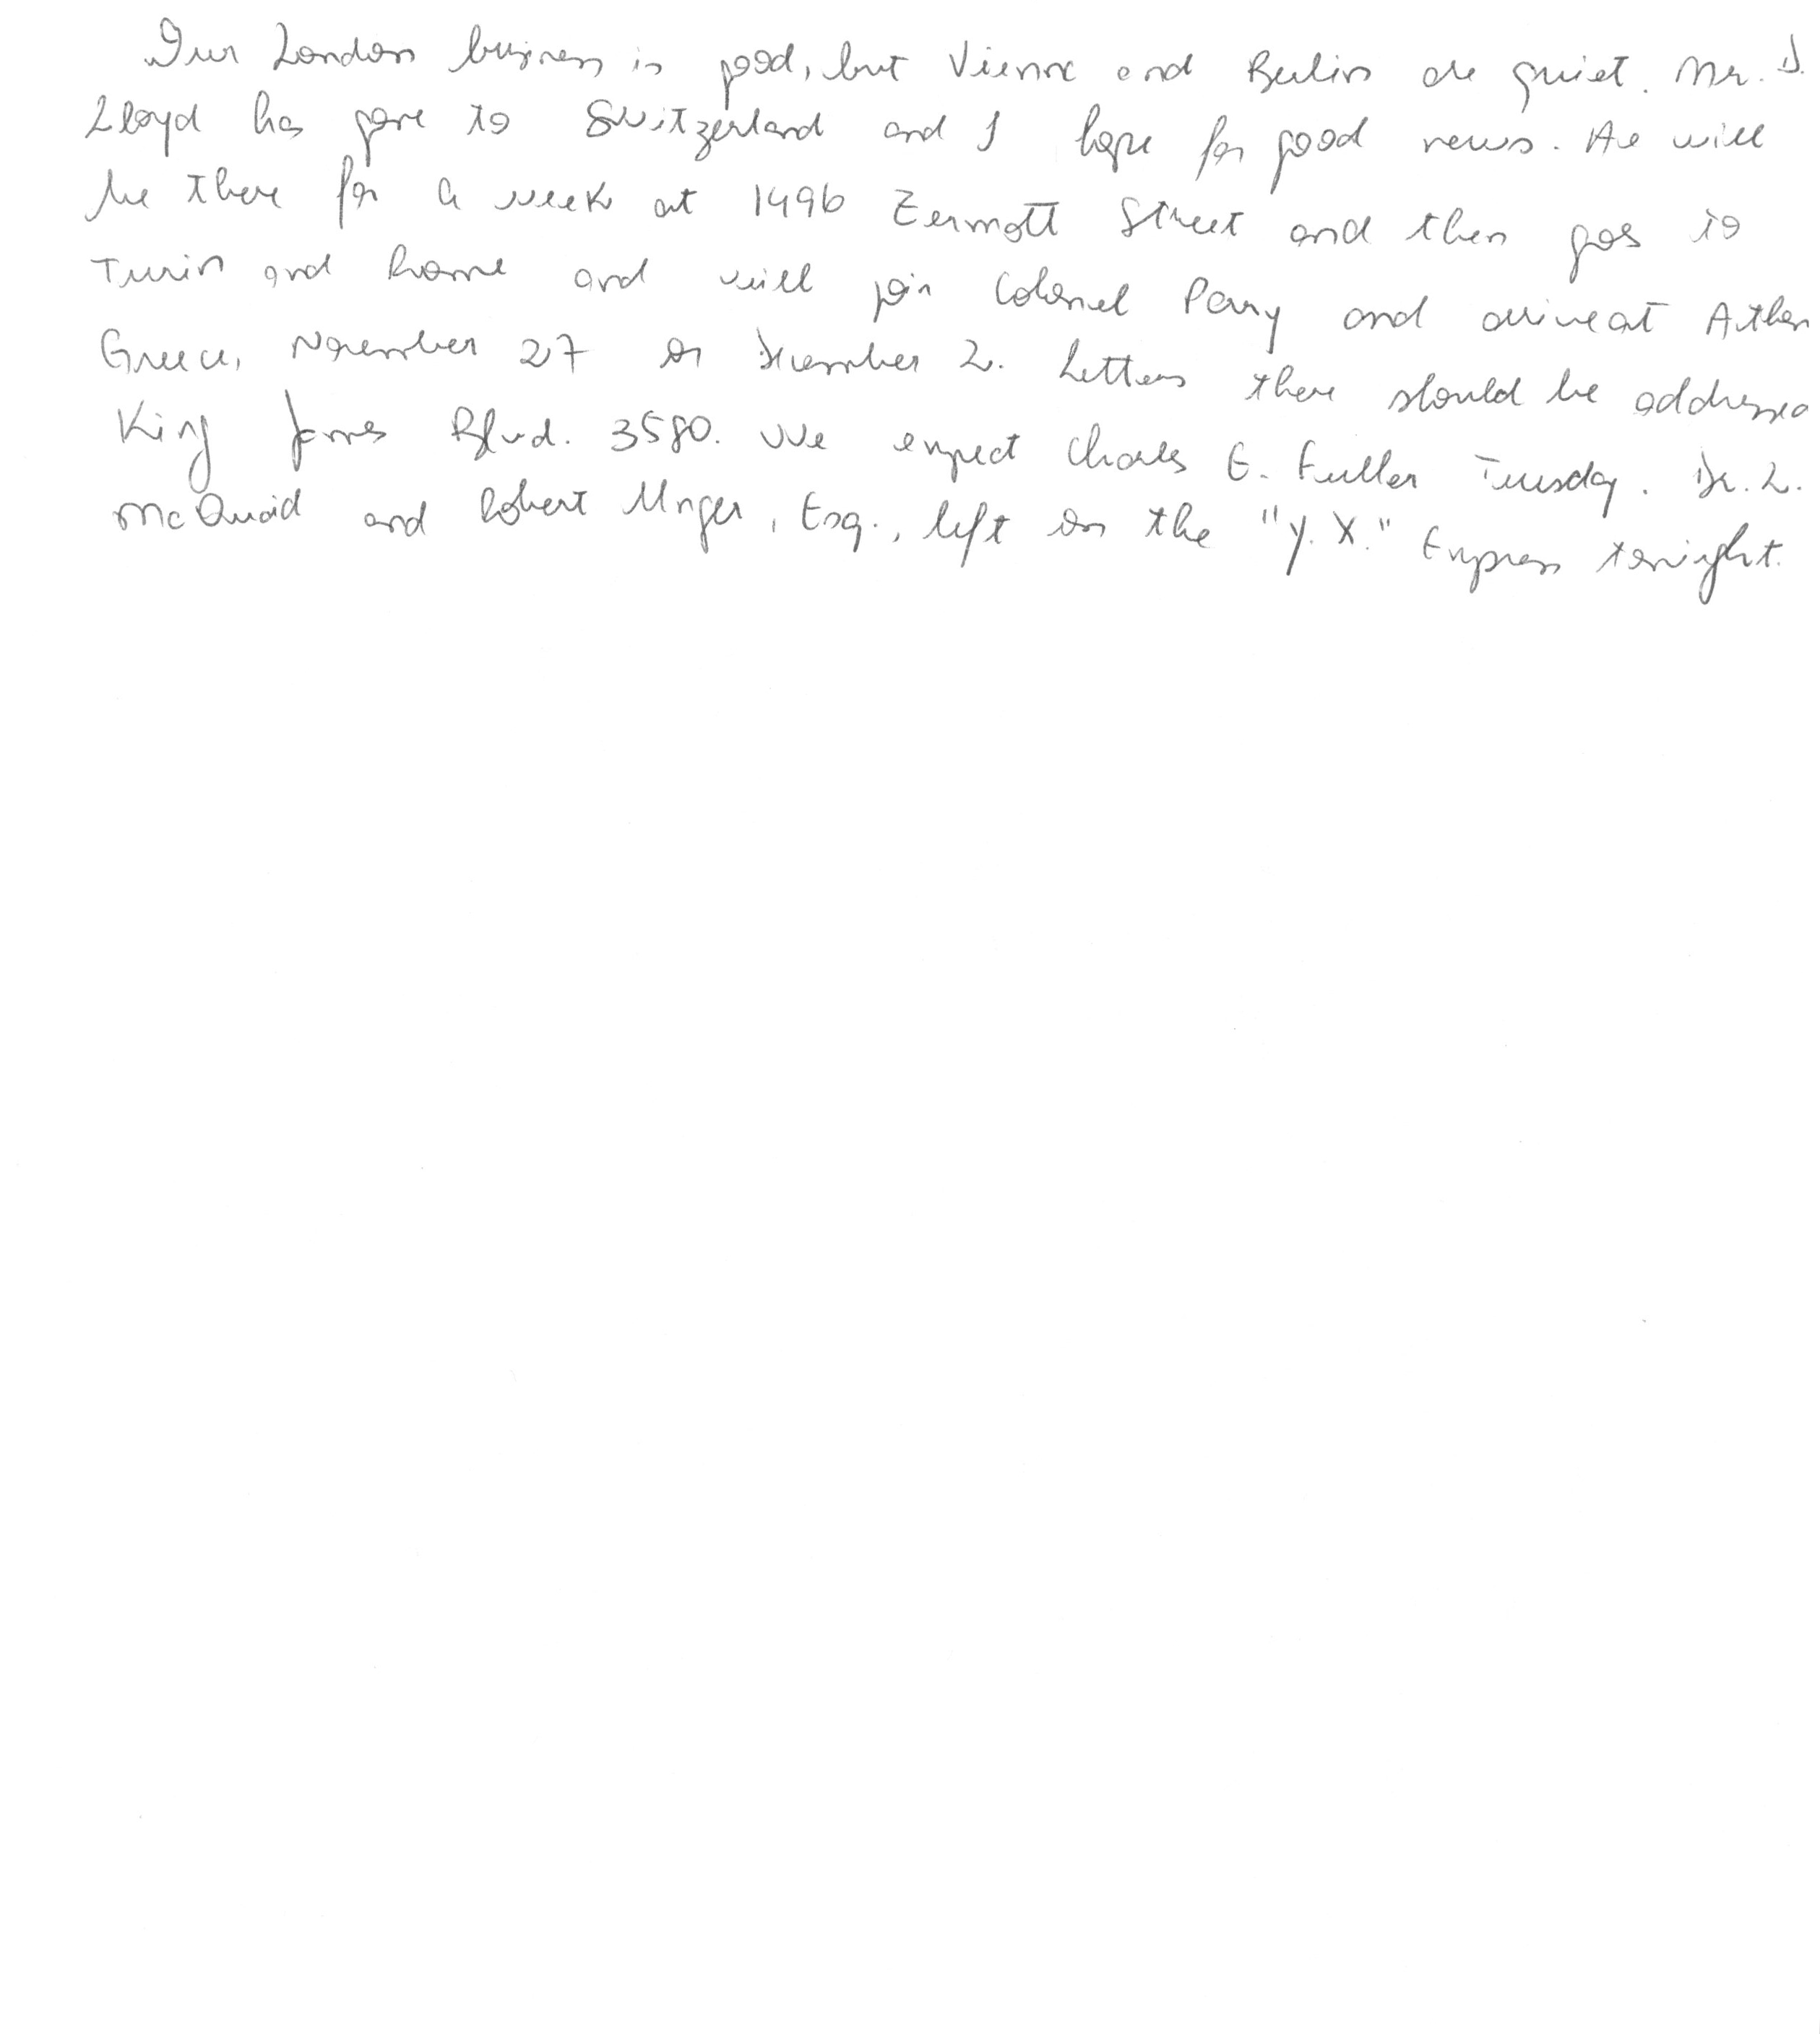 Our London business is good, but Vienna and Berlin are quiet. Mr. D.
Lloyd has gone to Switzerland and I hope for good news. He will
be there for a week at 1496 Zermott Street and then goes to
Turin and Rome and will join Colonel Parry and arrive at Athen
Greece, November 27 or December 2. Letters there should be addressed
King James Blvd. 3580. We expect Charles E. Fuller Tuesday. Dr. L.
McQuaid and Robert Unger, Esq., left on the "Y.X." Express tonight.